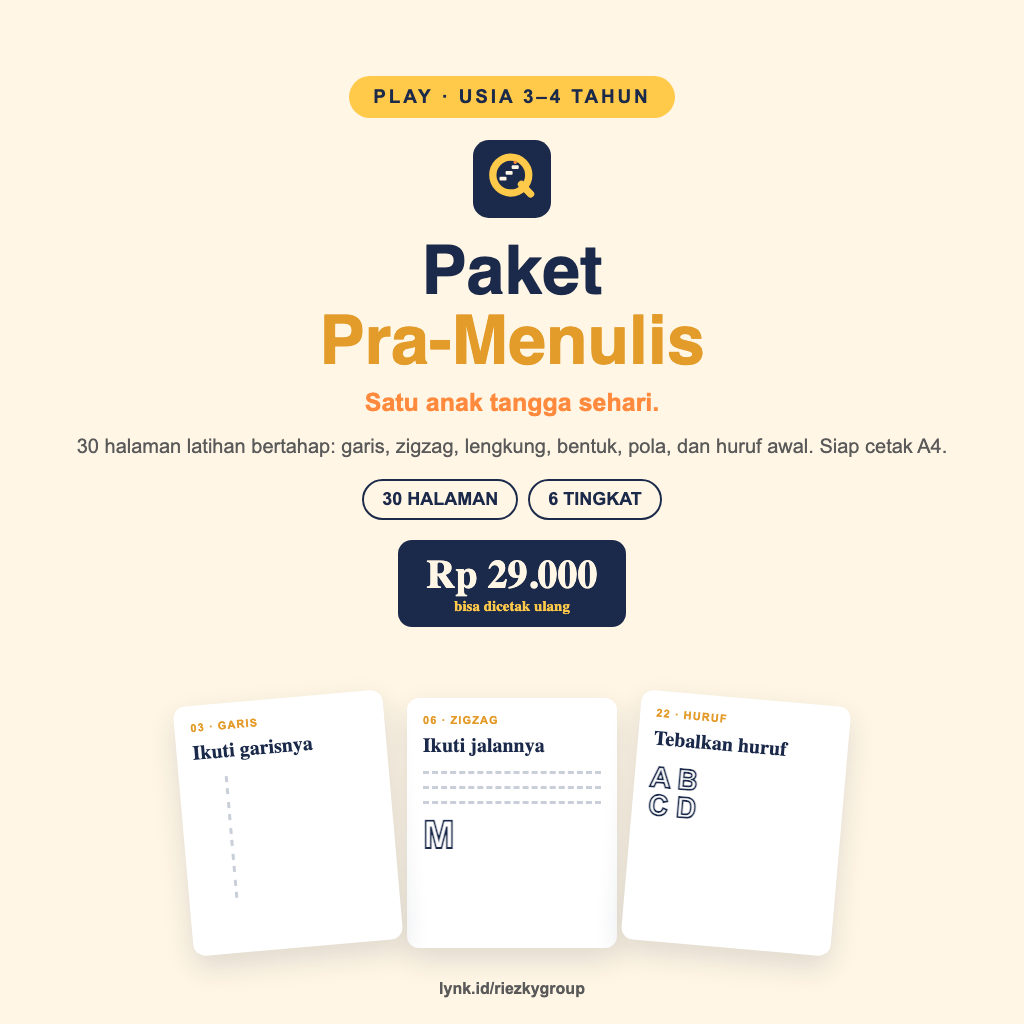 PLAY · USIA 3–4 TAHUN
Paket
Pra-Menulis
Satu anak tangga sehari.
30 halaman latihan bertahap: garis, zigzag, lengkung, bentuk, pola, dan huruf awal. Siap cetak A4.
30 HALAMAN
6 TINGKAT
Rp 29.000
bisa dicetak ulang
03 · GARIS
Ikuti garisnya
06 · ZIGZAG
Ikuti jalannya
M
22 · HURUF
Tebalkan huruf
A B
C D
lynk.id/riezkygroup